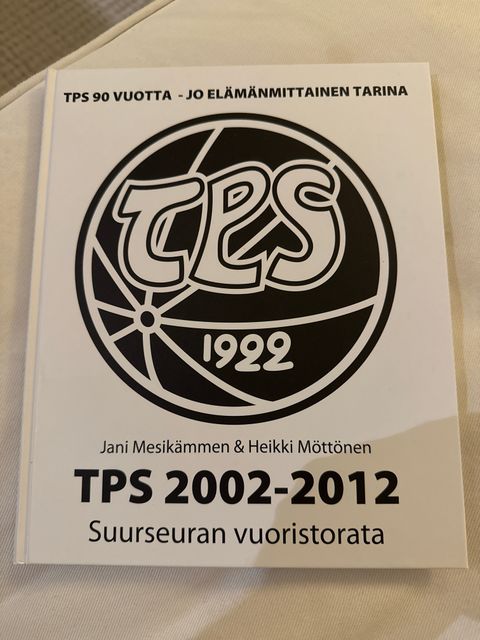 TPS 90 VUOTTA - JO ELÄMÄNMITTAINEN TARINA
TPS
1922
Jani Mesikämmen & Heikki Möttönen
TPS 2002-2012
Suurseuran vuoristorata